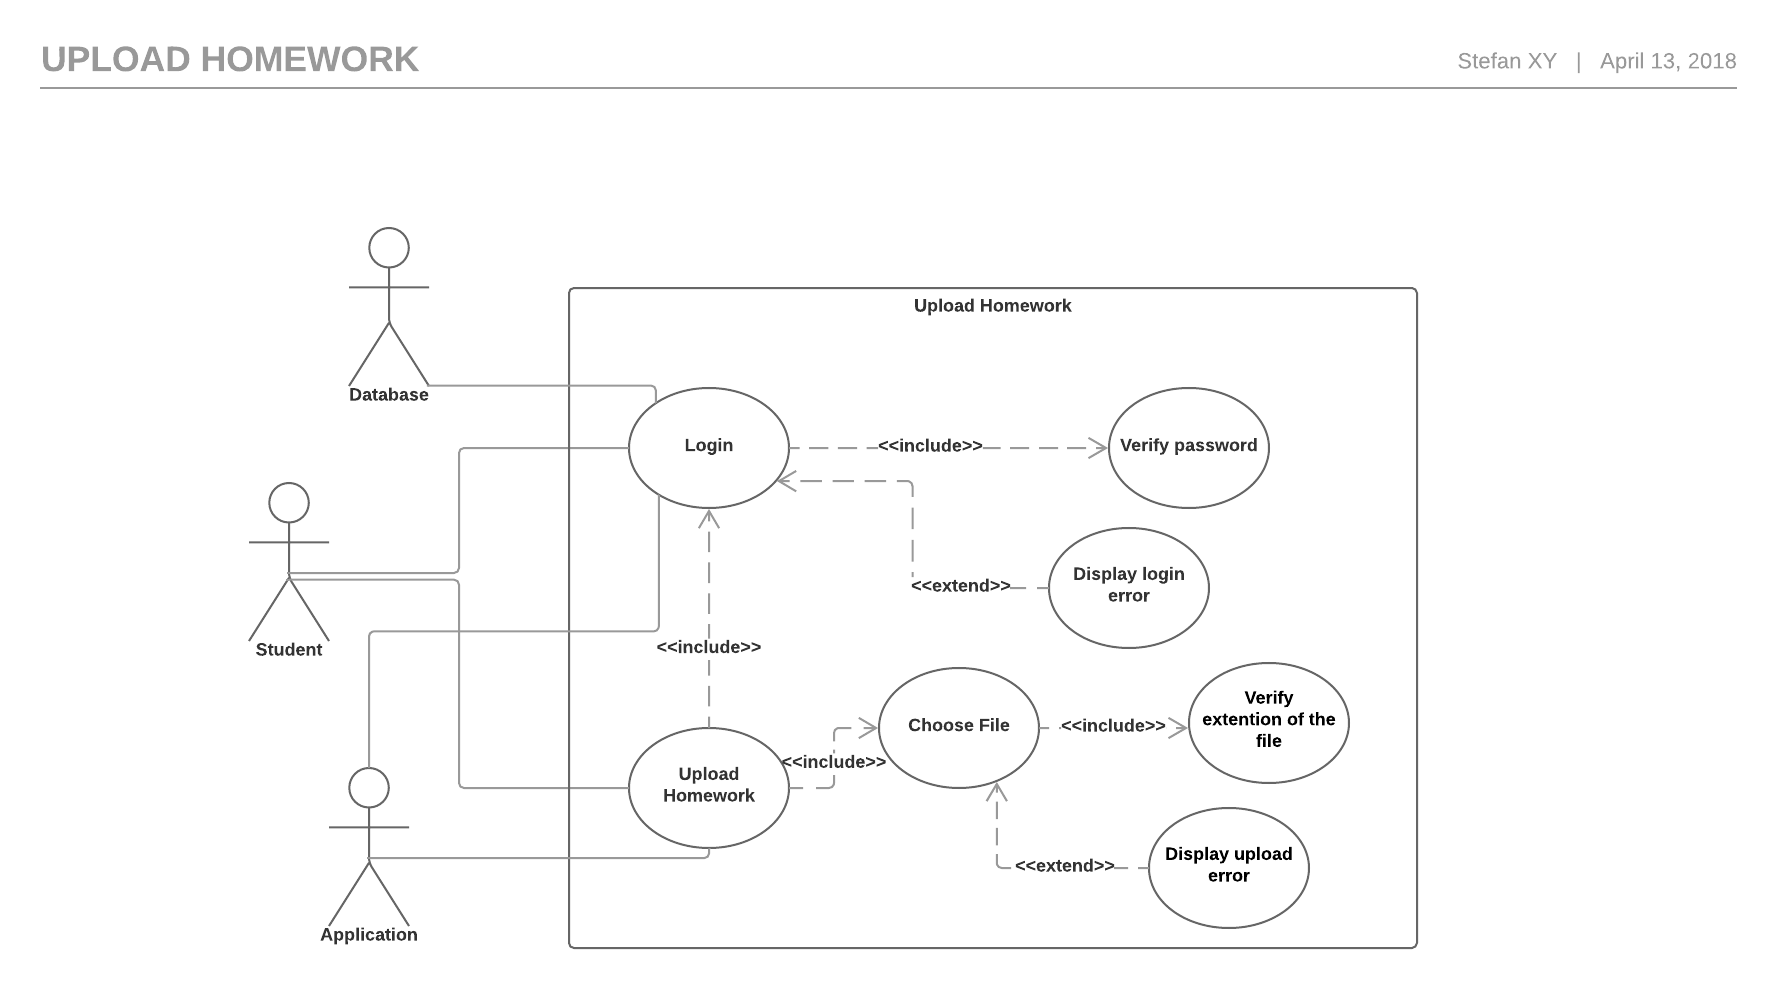 UPLOAD HOMEWORK
Stefan XY | April 13, 2018
Upload Homework
Database
Login
<<include>>
Verify password
Display login
error
<<extend>>
Student
<<include>>
Choose File
<<include>>
Verify
extention of the
file
Upload
Homework
<<include>>
Display upload
error
<<extend>>
Application